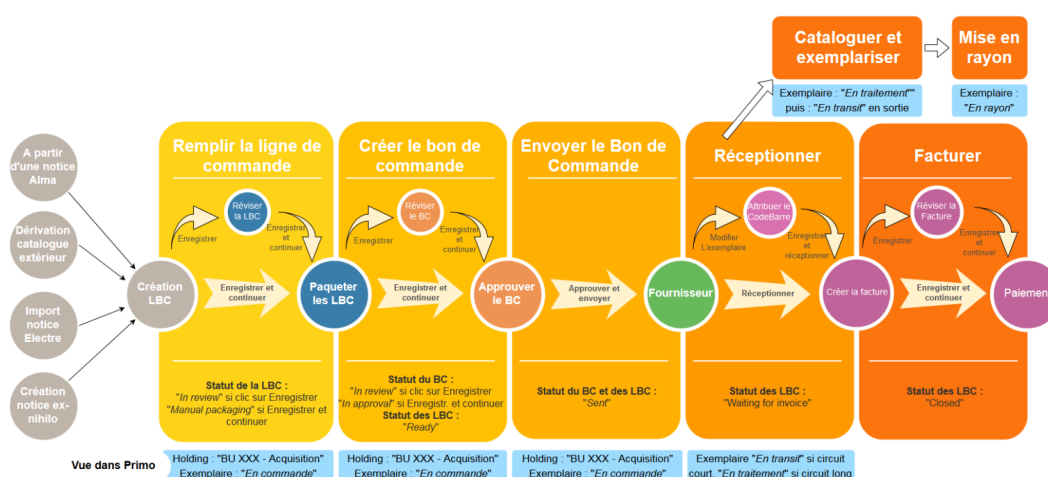 Cataloguer et
exemplariser
Mise en
rayon
Exemplaire : "En traitement""
puis : "En transit" en sortie
Exemplaire :
"En rayon"
A partir
d'une notice
Alma
Dérivation
catalogue
extérieur
Import
notice
Electre
Création
notice ex-
nihilo
Création
LBC
Remplir la ligne de
commande
Réviser
la LBC
Enregistrer
Enregistrer
et
continuer
Enregistrer et
continuer
Statut de la LBC :
"In review" si clic sur Enregistrer
"Manual packaging" si Enregistrer et
continuer
Paqueter
les LBC
Créer le bon de
commande
Réviser
le BC
Enregistrer
Enregistrer
et
continuer
Enregistrer et
continuer
Statut du BC :
"In review" si clic sur Enregistrer
"In approval" si Enregistr. et continuer
Statut des LBC :
"Ready"
Approuver
le BC
Envoyer le Bon de
Commande
Approuver et
envoyer
Statut du BC et des LBC :
"Sent"
Fournisseur
Réceptionner
Attribuer le
CodeBarre
Modifier
L'exemplaire
Enregistrer
et
réceptionner
Réceptionner
Statut des LBC :
"Waiting for invoice"
Créer la facture
Facturer
Réviser la
Facture
Enregistrer
Enregistrer
et
continuer
Enregistrer et
continuer
Statut des LBC :
"Closed"
Paiement
Vue dans Primo
Holding : "BU XXX - Acquisition"
Exemplaire : "En commande"
Holding : "BU XXX - Acquisition"
Exemplaire : "En commande"
Holding : "BU XXX - Acquisition"
Exemplaire : "En commande"
Exemplaire "En transit" si circuit
court, "En traitement" si circuit long